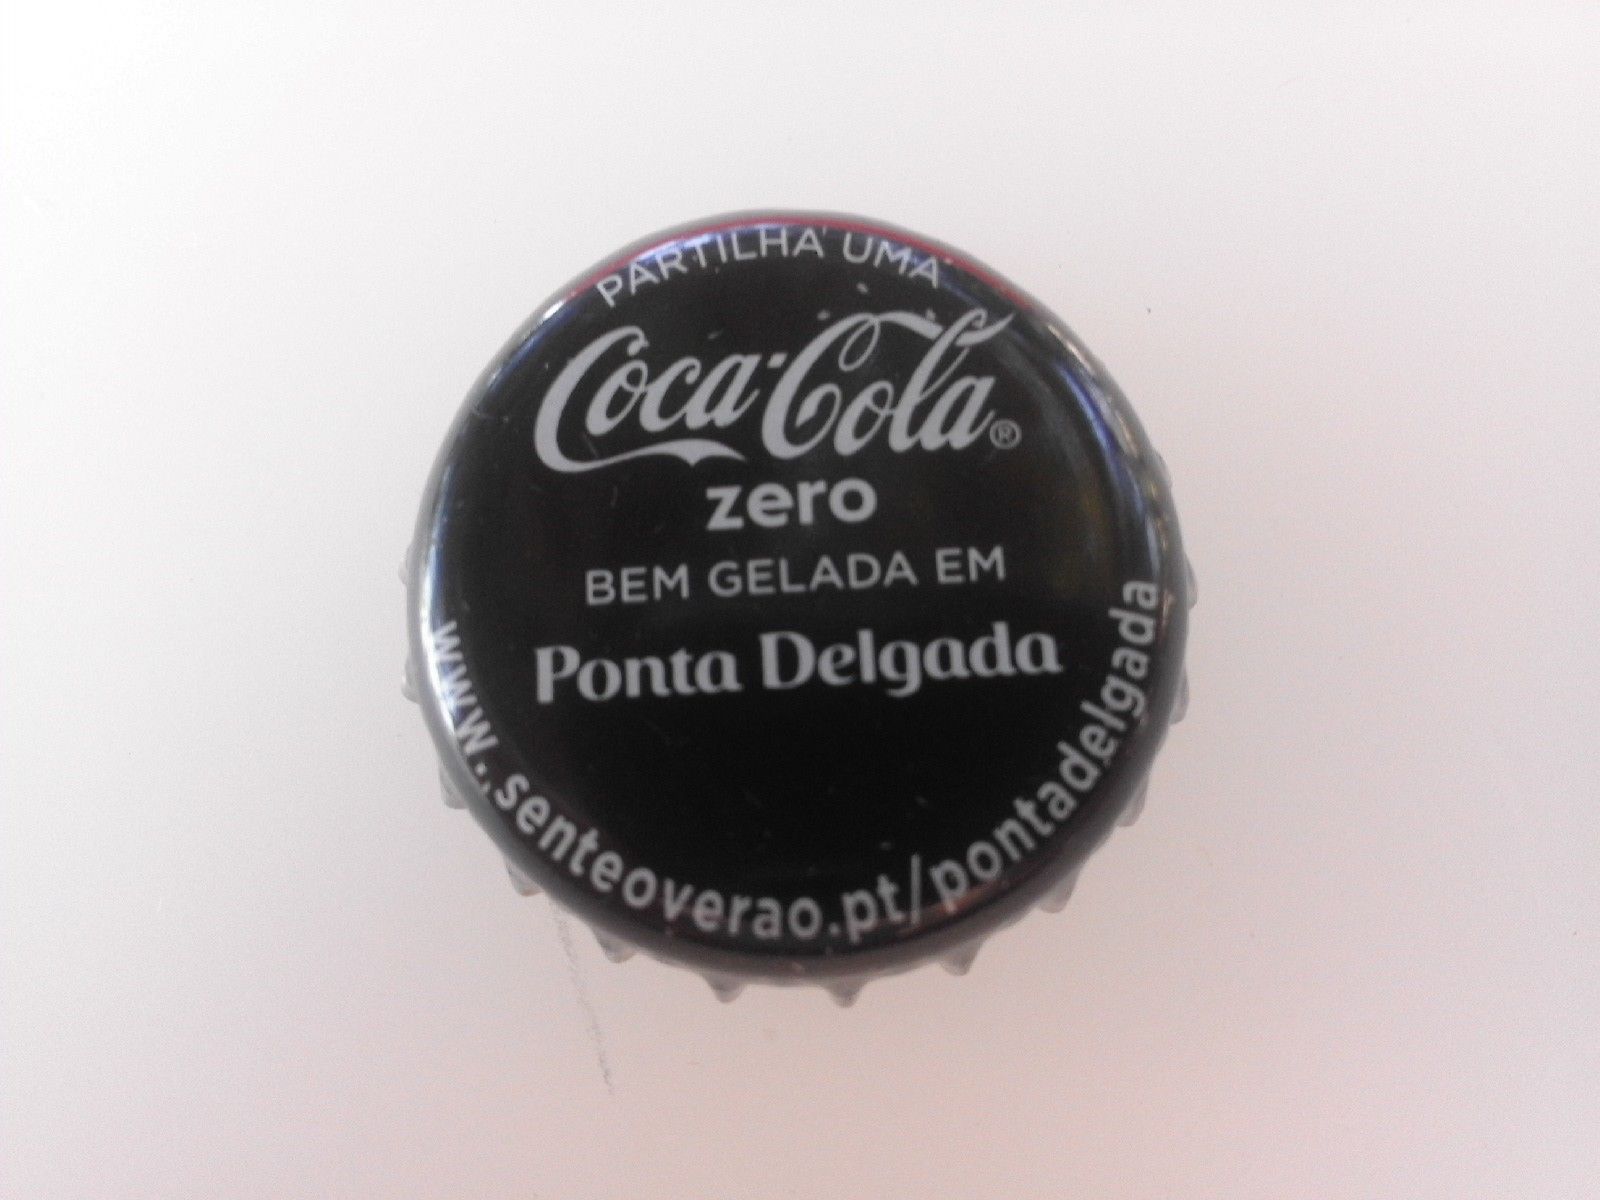 PARTILHA UMA
Coca-Cola®
zero
BEM GELADA EM
Ponta Delgada
www.senteoverao.pt/pontadelgada